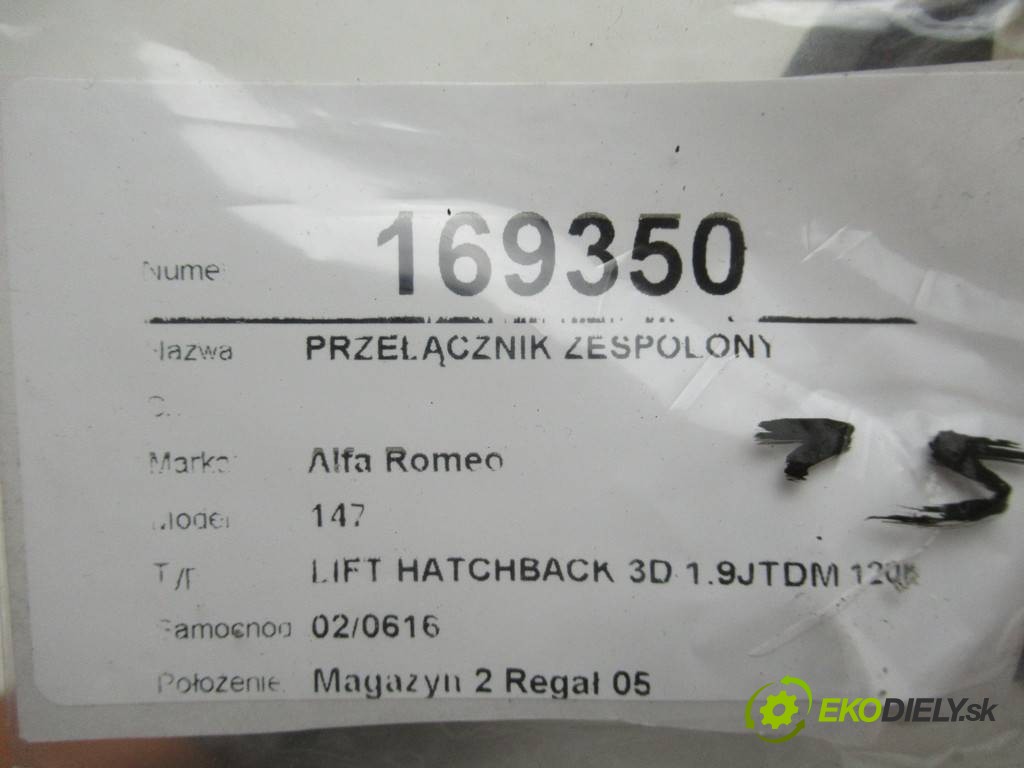 Nume 169350
Nazwa PRZEŁĄCZNIK ZESPOLONY
Marka Alfa Romeo
Model 147
LIFT HATCHBACK 3D 1.9JTDM 120K
Samochód 02/0616
Położenie Magazyn 2 Regał 05
EKODIELY.sk